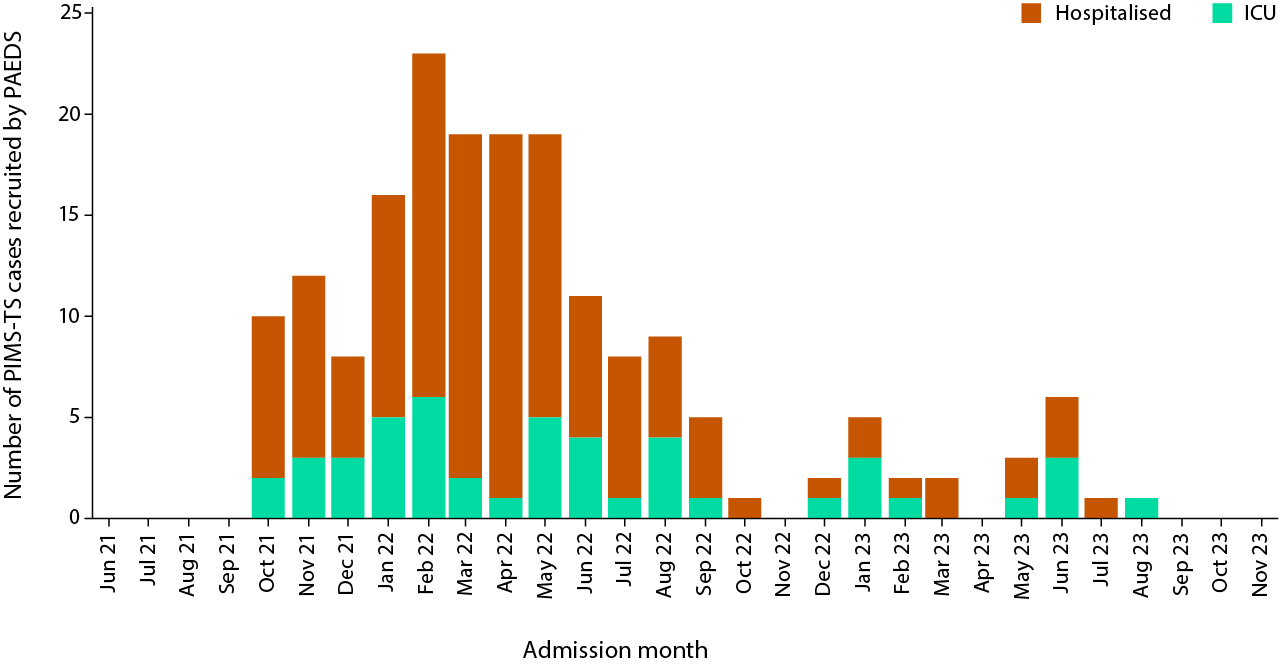 Number of PIMS-TS cases recruited by PAEDS
25
20
15
10
5
0
Hospitalised ICU
Jun 21
Jul 21
Aug 21
Sep 21
Oct 21
Nov 21
Dec 21
Jan 22
Feb 22
Mar 22
Apr 22
May 22
Jun 22
Jul 22
Aug 22
Sep 22
Oct 22
Nov 22
Dec 22
Jan 23
Feb 23
Mar 23
Apr 23
May 23
Jun 23
Jul 23
Aug 23
Sep 23
Oct 23
Nov 23
Admission month